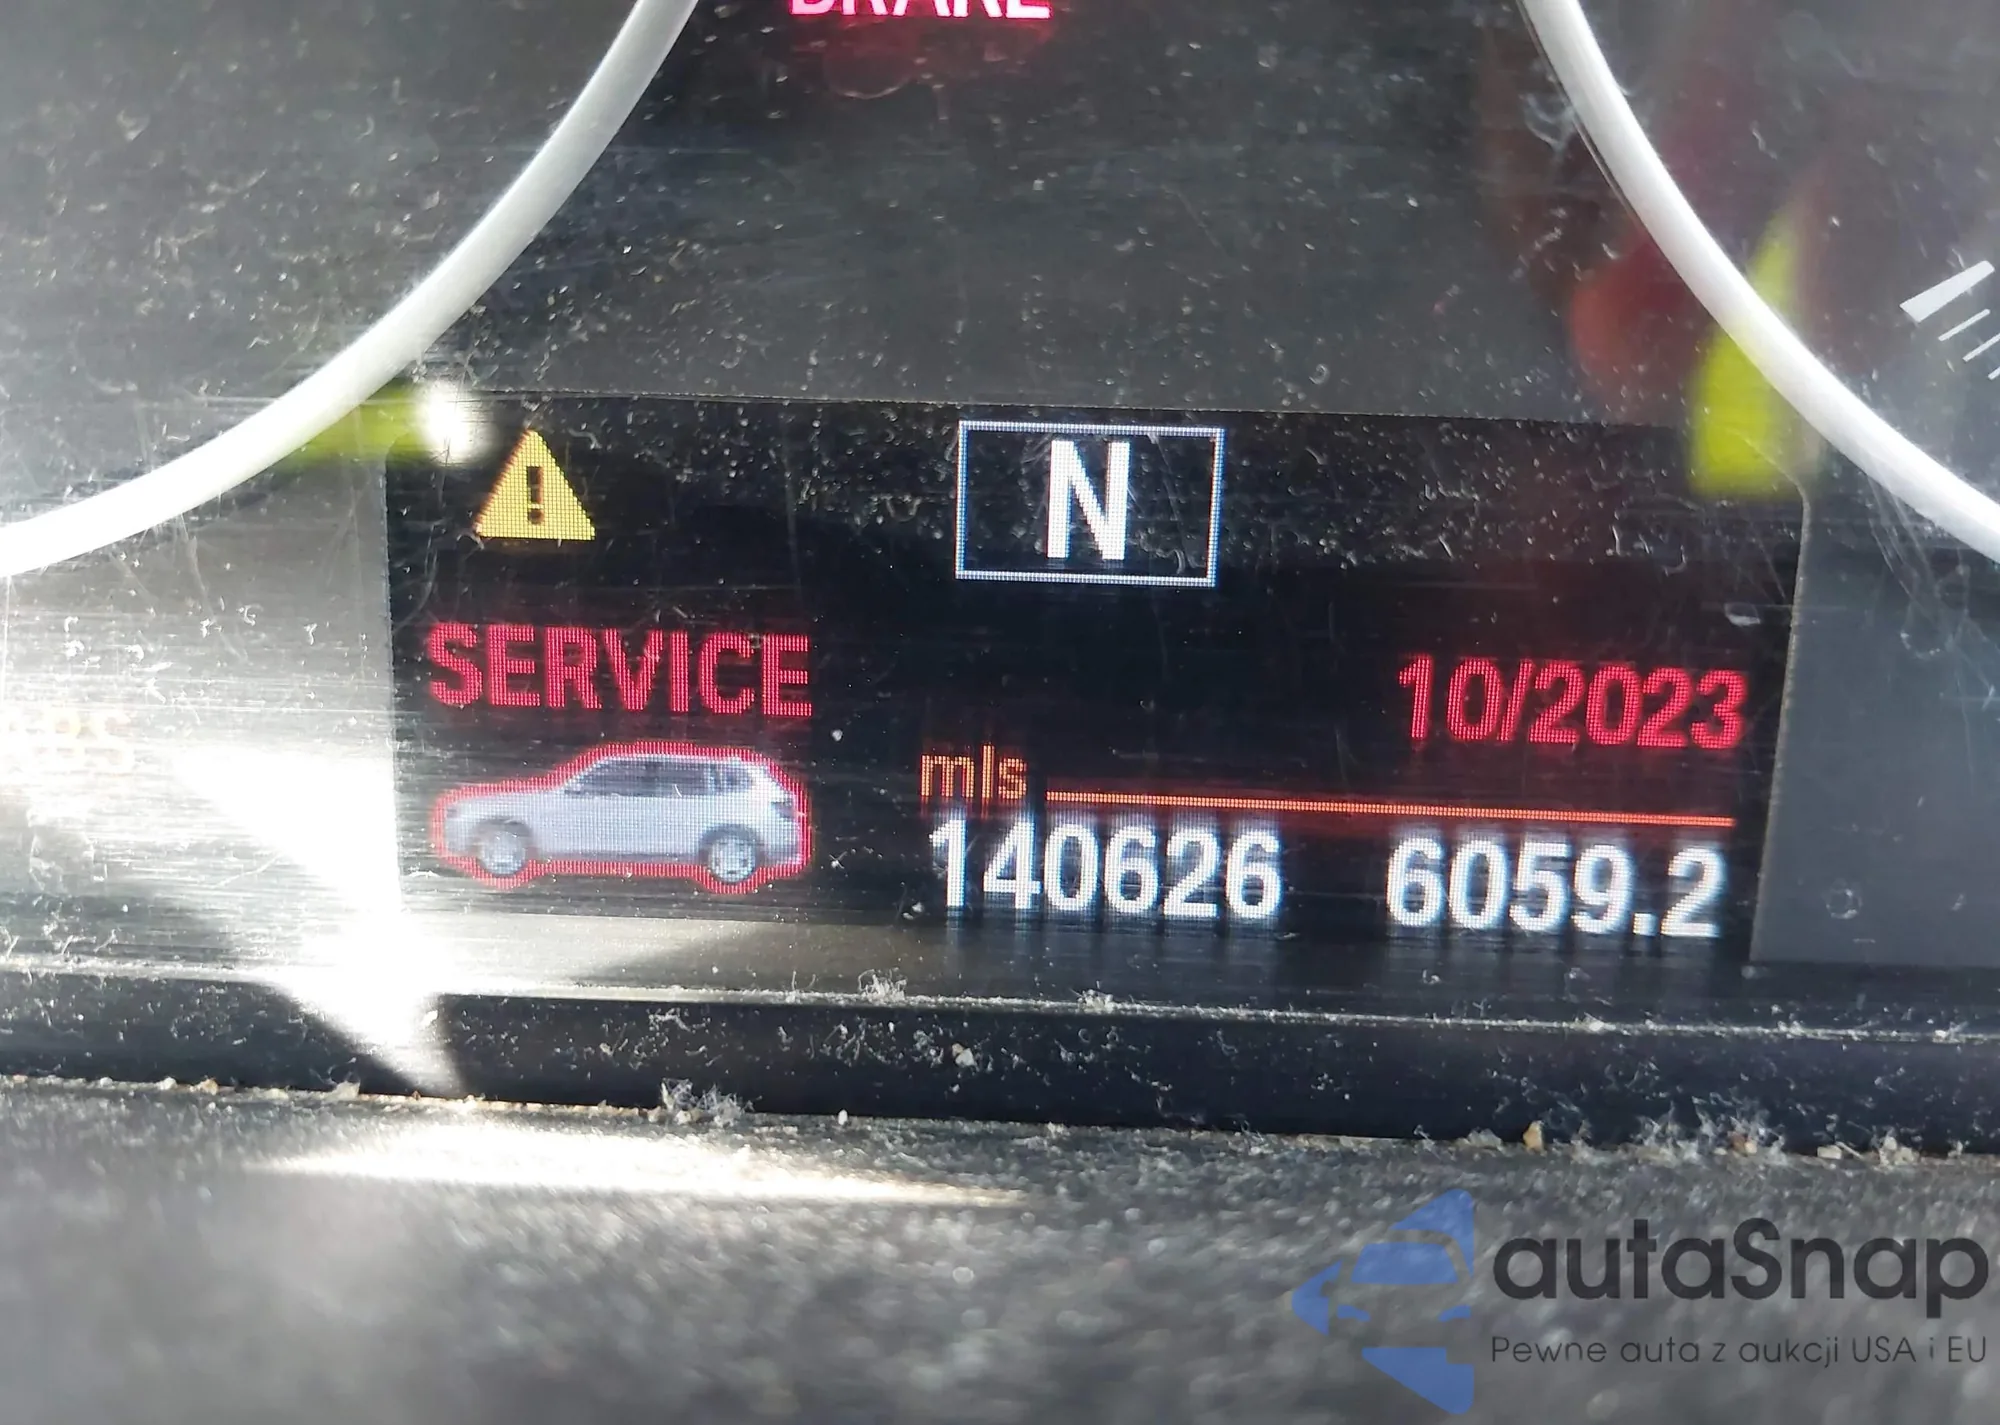 BRAKE
N
SERVICE
10/2023
mls
140626 6059.2
autaSnap
Pewne auta z aukcji USA i EU